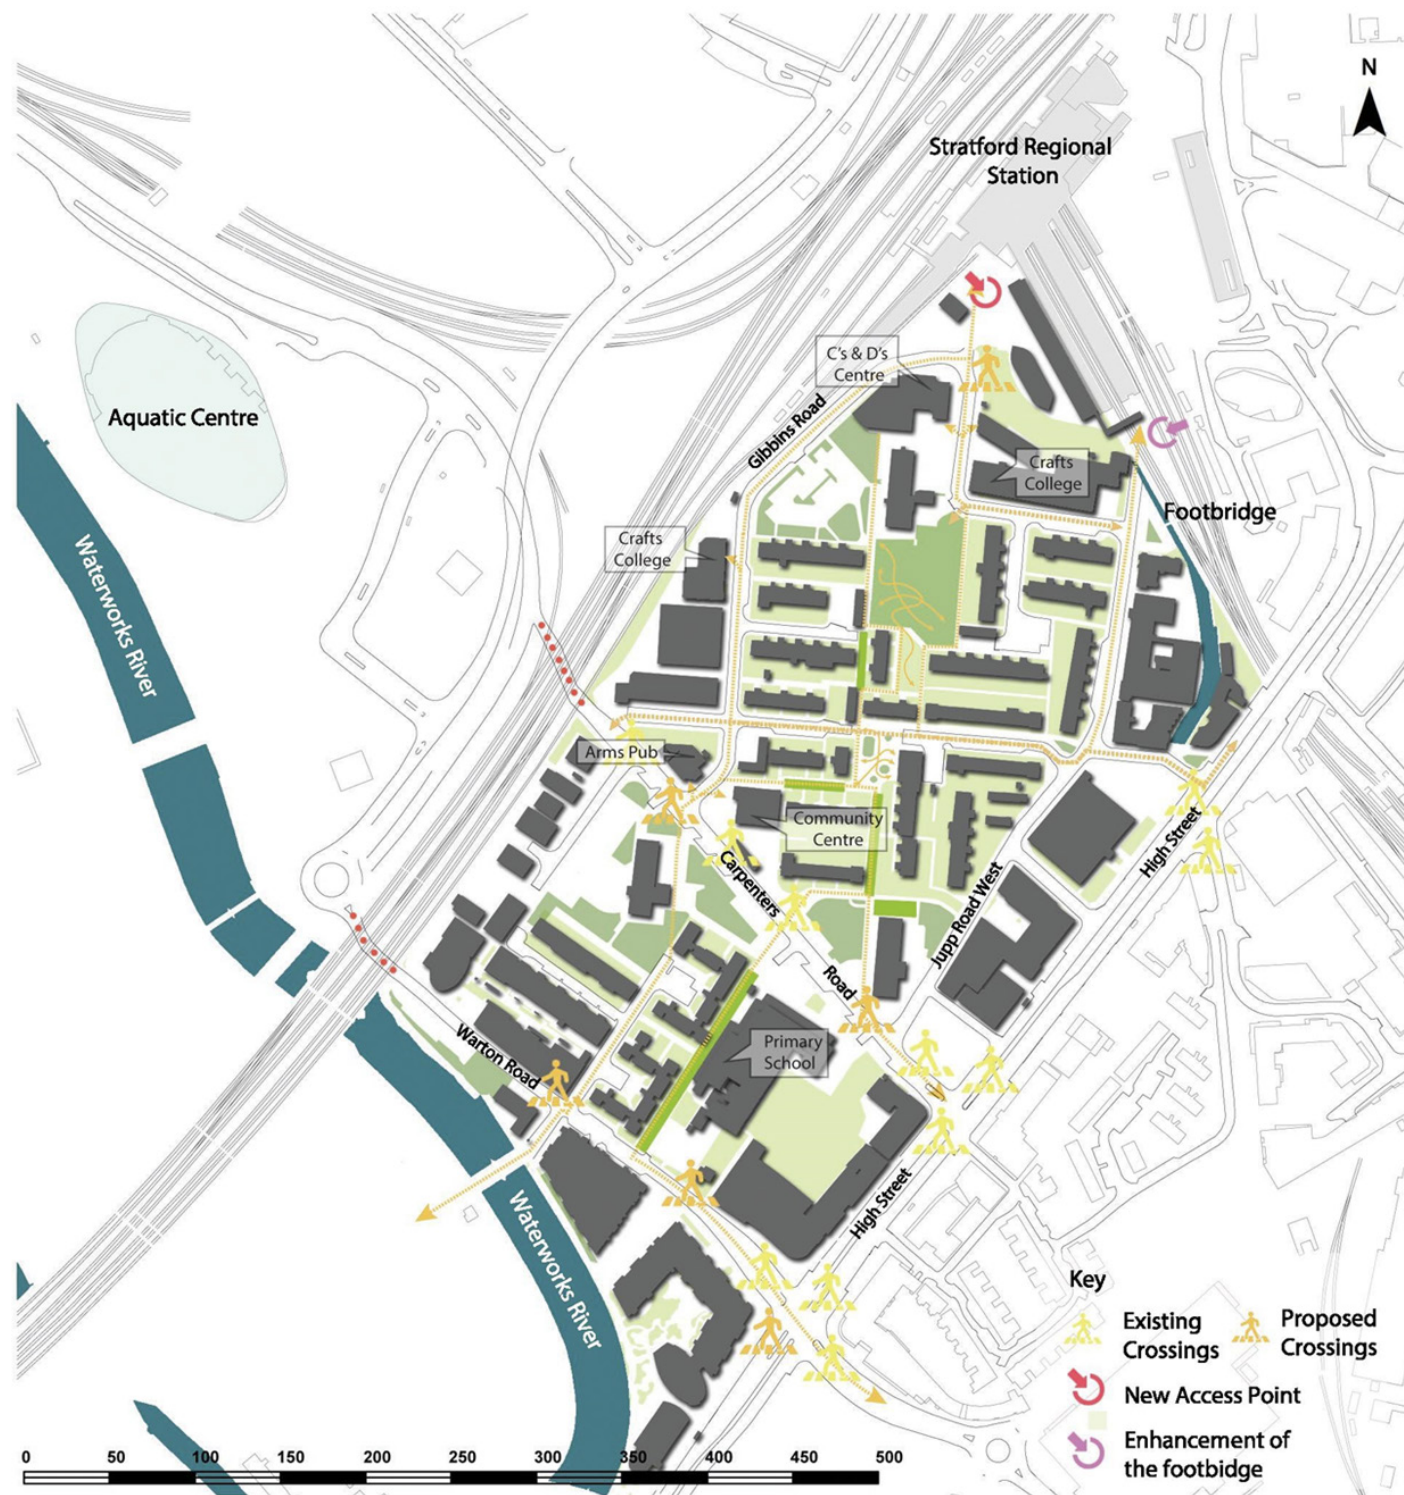 N
Stratford Regional
Station
C's & D's
Centre
Gibbins Road
Aquatic Centre
Crafts
College
Footbridge
Crafts
College
Waterworks River
Arms Pub
Community
Centre
High Street
Carpenters
Road
Jupp Road West
Primary
School
Warton Road
High Street
Waterworks River
Key
Existing
Crossings
Proposed
Crossings
New Access Point
Enhancement of
the footbidge
0 50 100 150 200 250 300 350 400 450 500